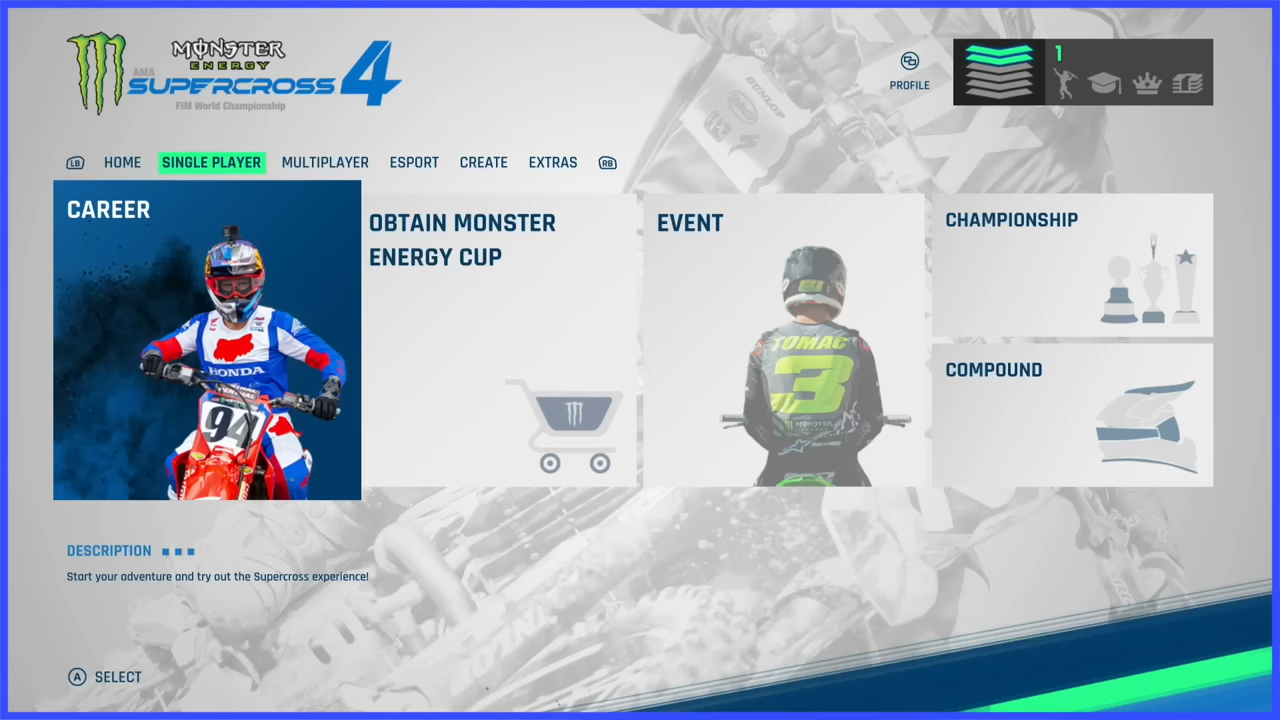 MONSTER
ENERGY
AMA
SUPERCROSS 4
FIM World Championship
PROFILE
1
LB HOME SINGLE PLAYER MULTIPLAYER ESPORT CREATE EXTRAS RB
CAREER
HONDA
94
OBTAIN MONSTER
ENERGY CUP
EVENT
TOMAC
3
MONSTER
CHAMPIONSHIP
COMPOUND
DUNLOP
DESCRIPTION
Start your adventure and try out the Supercross experience!
A SELECT